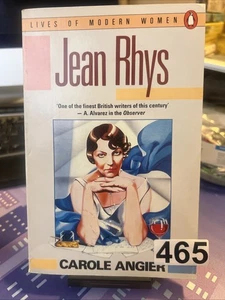 LIVES OF MODERN WOMEN
Jean Rhys
'One of the finest British writers of this century'
– A. Alvarez in the Observer
465
CAROLE ANGIER